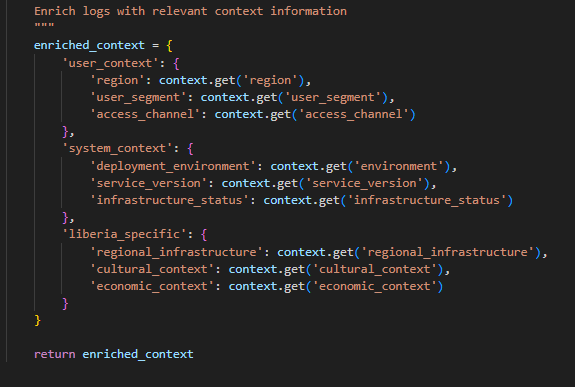 Enrich logs with relevant context information
"""
enriched_context = {
'user_context': {
'region': context.get('region'),
'user_segment': context.get('user_segment'),
'access_channel': context.get('access_channel')
},
'system_context': {
'deployment_environment': context.get('environment'),
'service_version': context.get('service_version'),
'infrastructure_status': context.get('infrastructure_status')
},
'liberia_specific': {
'regional_infrastructure': context.get('regional_infrastructure'),
'cultural_context': context.get('cultural_context'),
'economic_context': context.get('economic_context')
}
}
return enriched_context